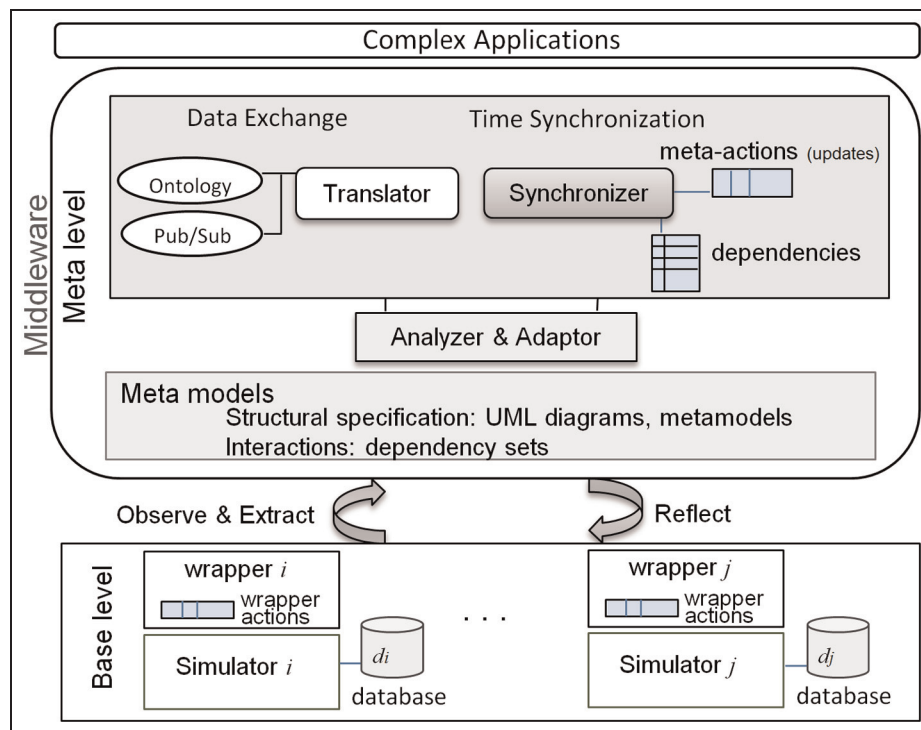 Complex Applications
Middleware
Meta level
Data Exchange
Time Synchronization
Ontology
Pub/Sub
Translator
Synchronizer
meta-actions (updates)
dependencies
Analyzer & Adaptor
Meta models
Structural specification: UML diagrams, metamodels
Interactions: dependency sets
Observe & Extract
Reflect
Base level
wrapper i
wrapper
actions
Simulator i
di
database
. . .
wrapper j
wrapper
actions
Simulator j
dj
database